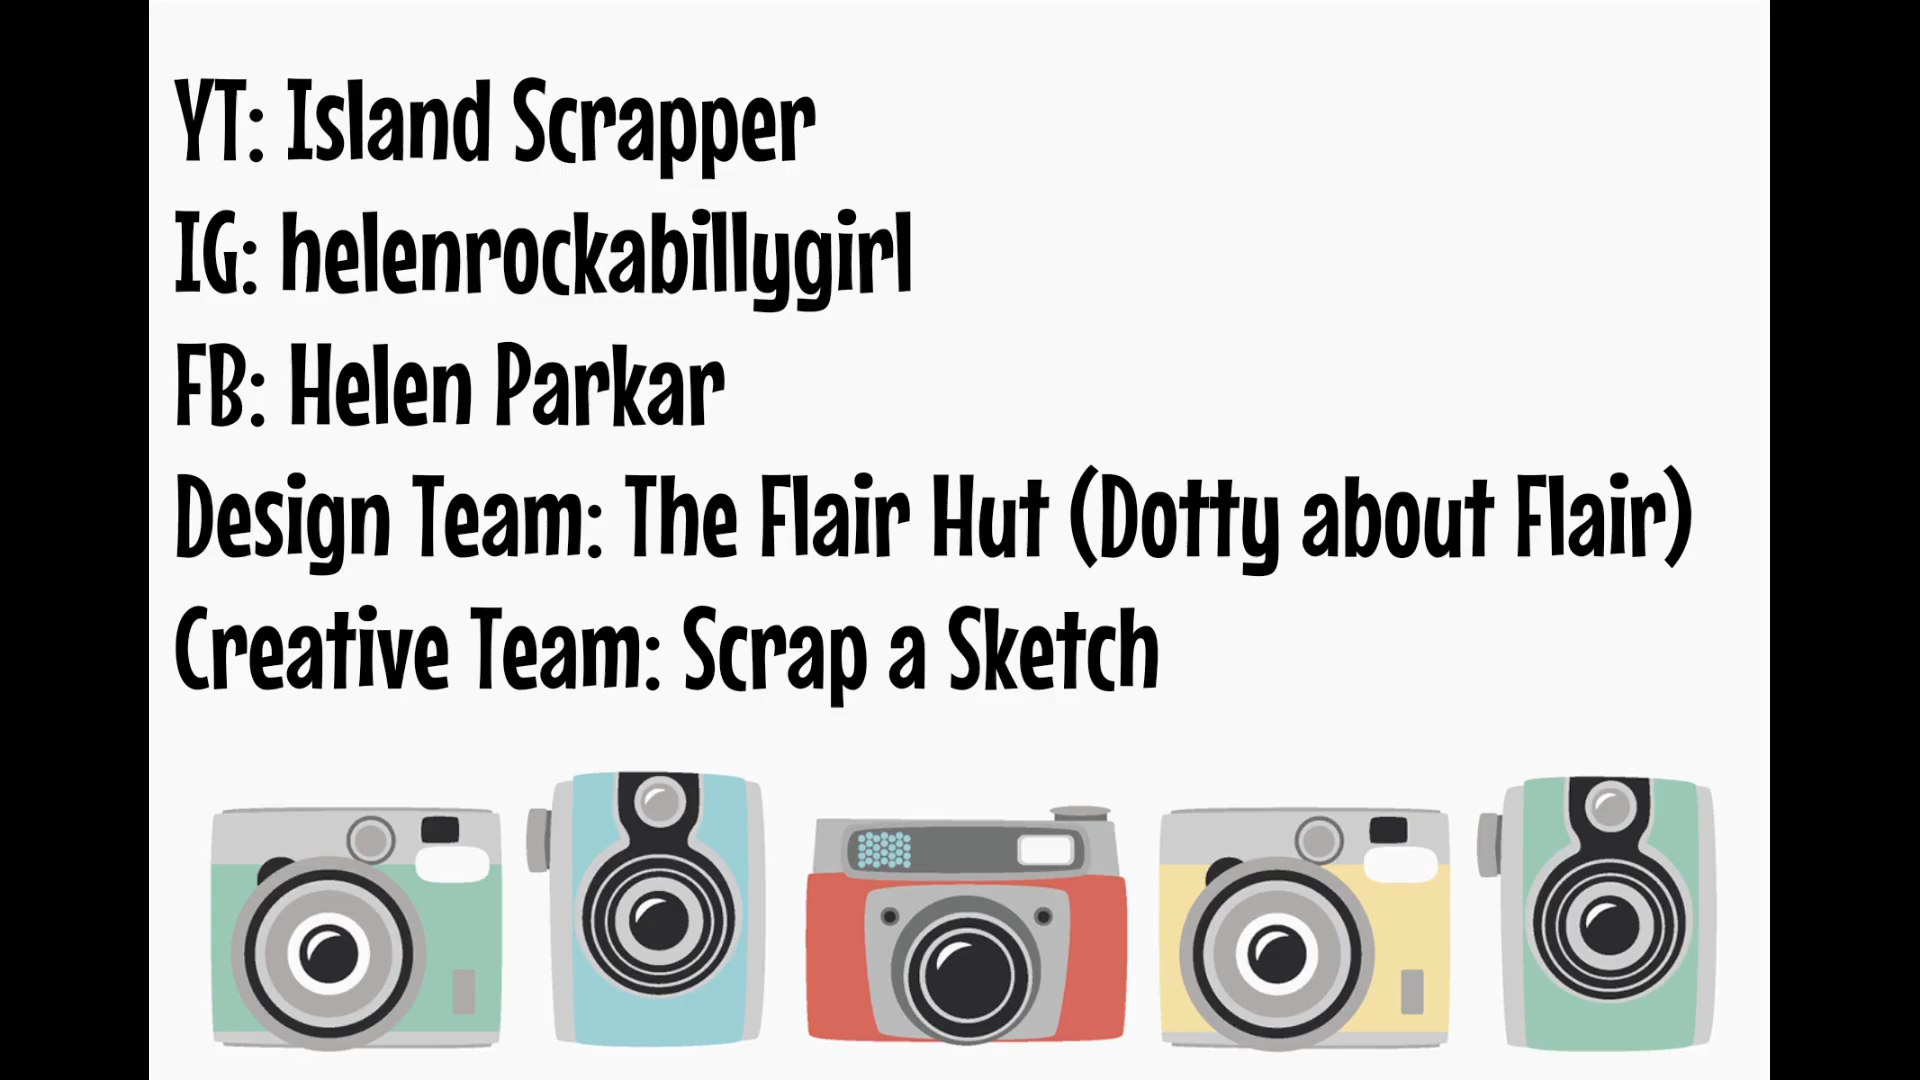 YT: Island Scrapper
IG: helenrockabillygirl
FB: Helen Parkar
Design Team: The Flair Hut (Dotty about Flair)
Creative Team: Scrap a Sketch